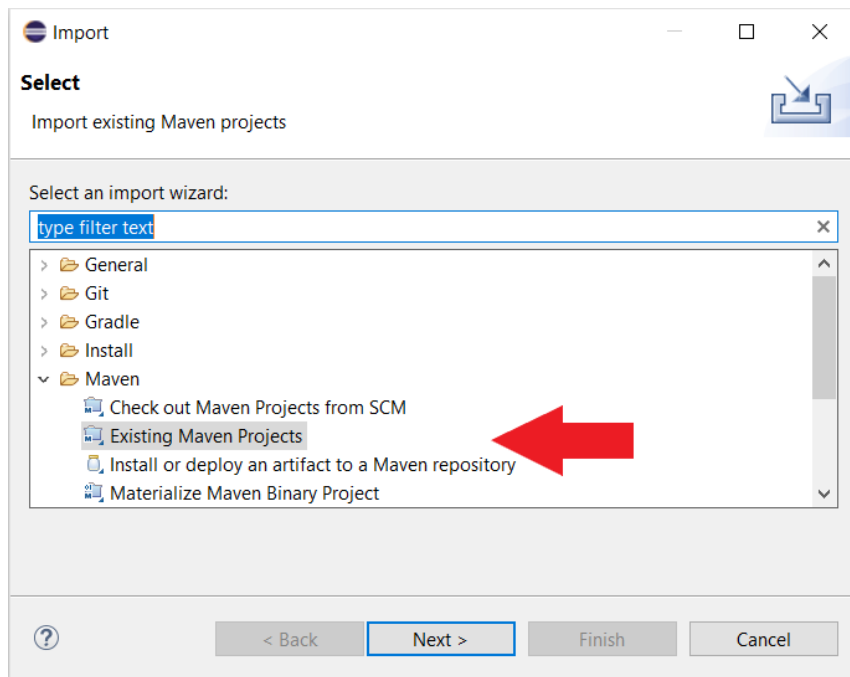 Import
Select
Import existing Maven projects
Select an import wizard:
type filter text
General
Git
Gradle
Install
Maven
Check out Maven Projects from SCM
Existing Maven Projects
Install or deploy an artifact to a Maven repository
Materialize Maven Binary Project
? < Back Next > Finish Cancel